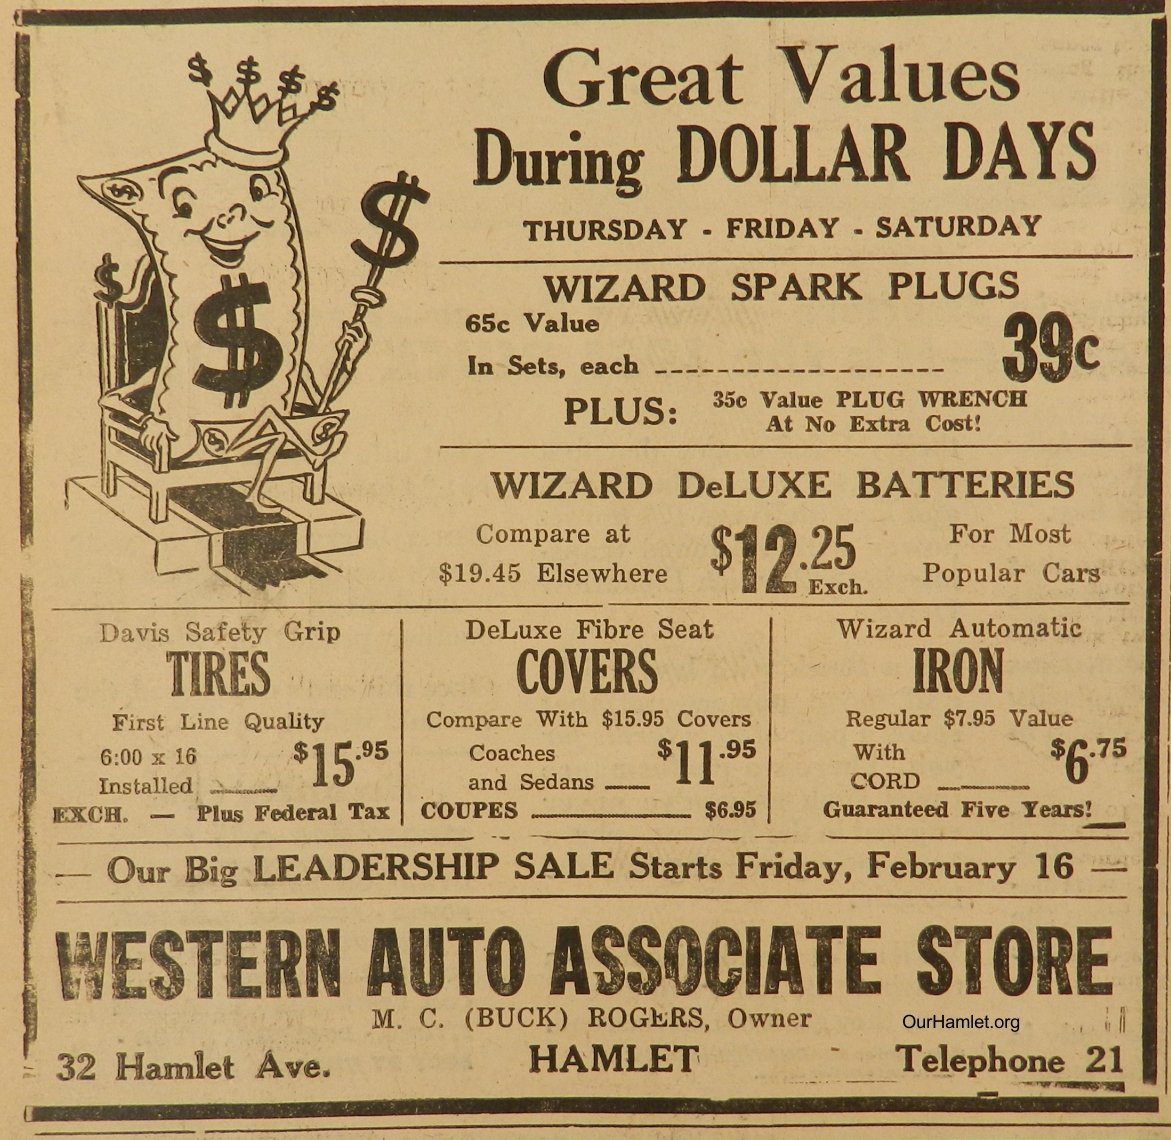 Great Values
During DOLLAR DAYS
THURSDAY - FRIDAY - SATURDAY
WIZARD SPARK PLUGS
65c Value
In Sets, each -------------------- 39c
PLUS: 35c Value PLUG WRENCH
At No Extra Cost!
WIZARD DeLUXE BATTERIES
Compare at
$19.45 Elsewhere
$12.25
Exch.
For Most
Popular Cars
Davis Safety Grip
TIRES
First Line Quality
6:00 x 16
Installed ______ $15.95
EXCH. — Plus Federal Tax
DeLuxe Fibre Seat
COVERS
Compare With $15.95 Covers
Coaches
and Sedans ____ $11.95
COUPES ______________ $6.95
Wizard Automatic
IRON
Regular $7.95 Value
With
CORD ________ $6.75
Guaranteed Five Years!
— Our Big LEADERSHIP SALE Starts Friday, February 16 —
WESTERN AUTO ASSOCIATE STORE
M. C. (BUCK) ROGERS, Owner
OurHamlet.org
32 Hamlet Ave. HAMLET Telephone 21